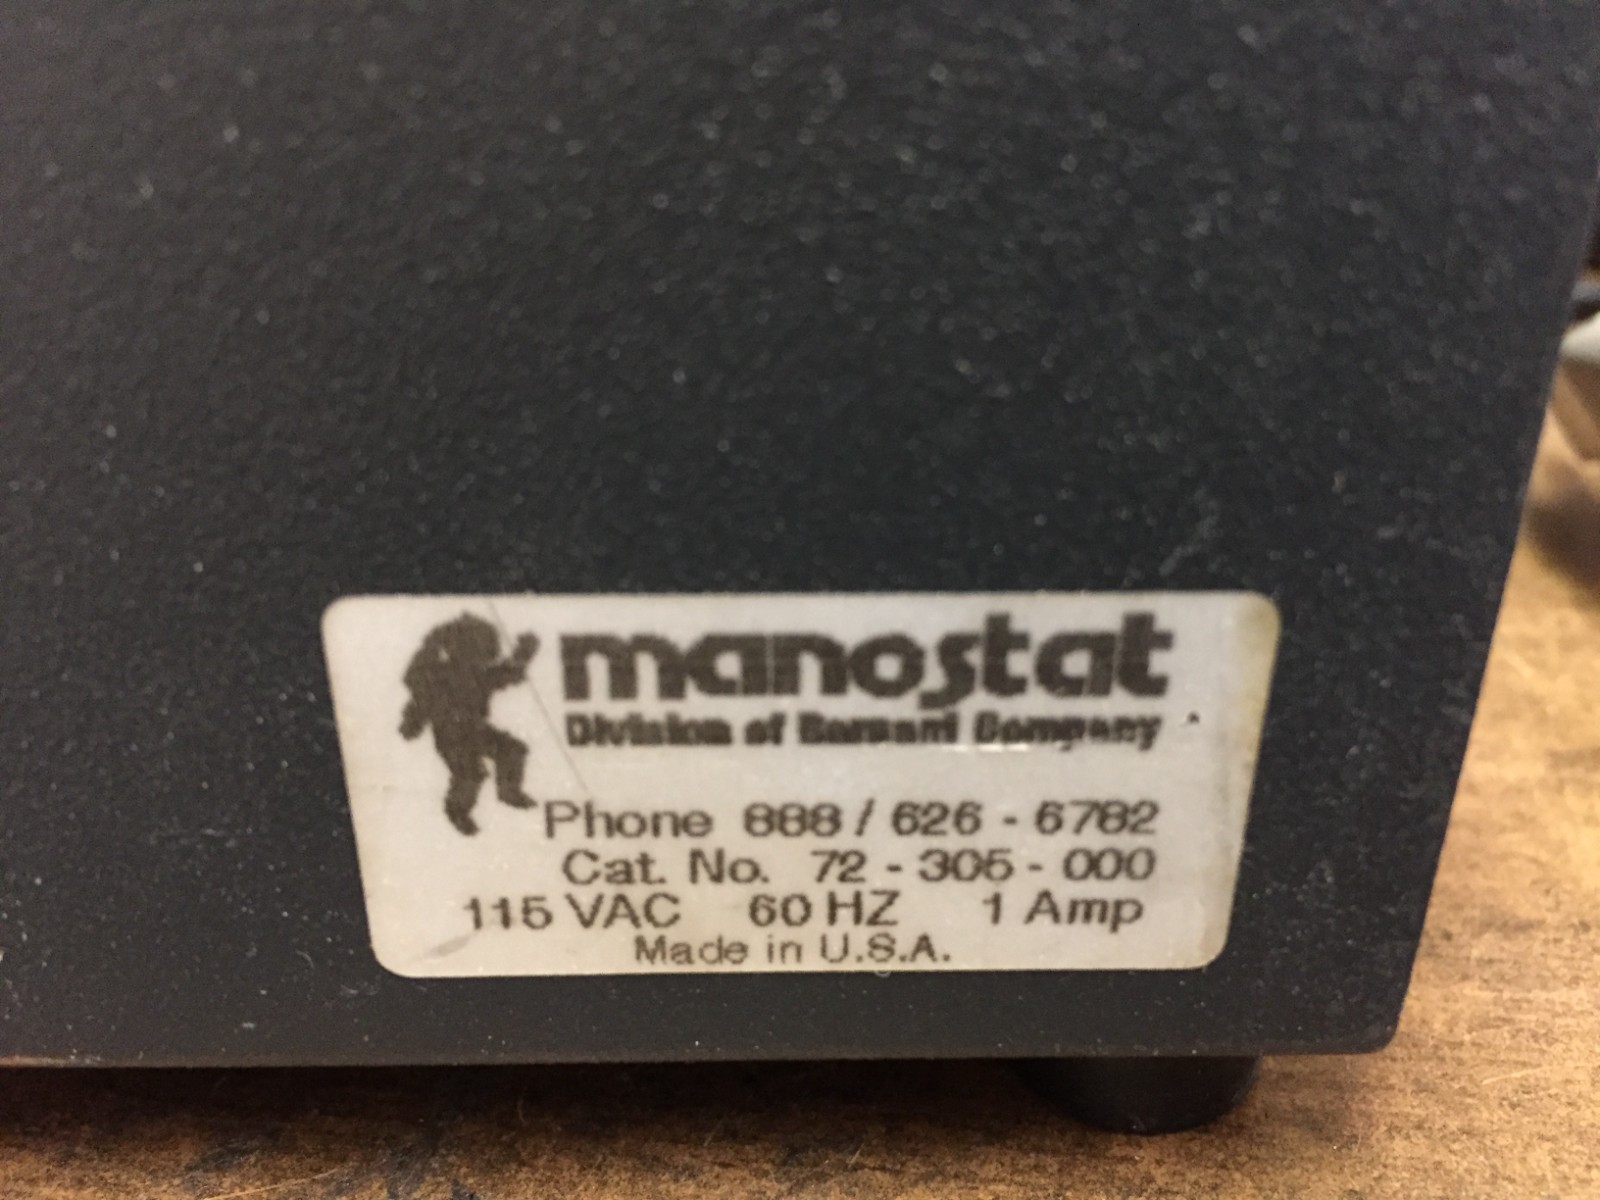 manostat
Division of Barnant Company
Phone 888 / 626 - 6782
Cat. No. 72 - 305 - 000
115 VAC 60 HZ 1 Amp
Made in U.S.A.